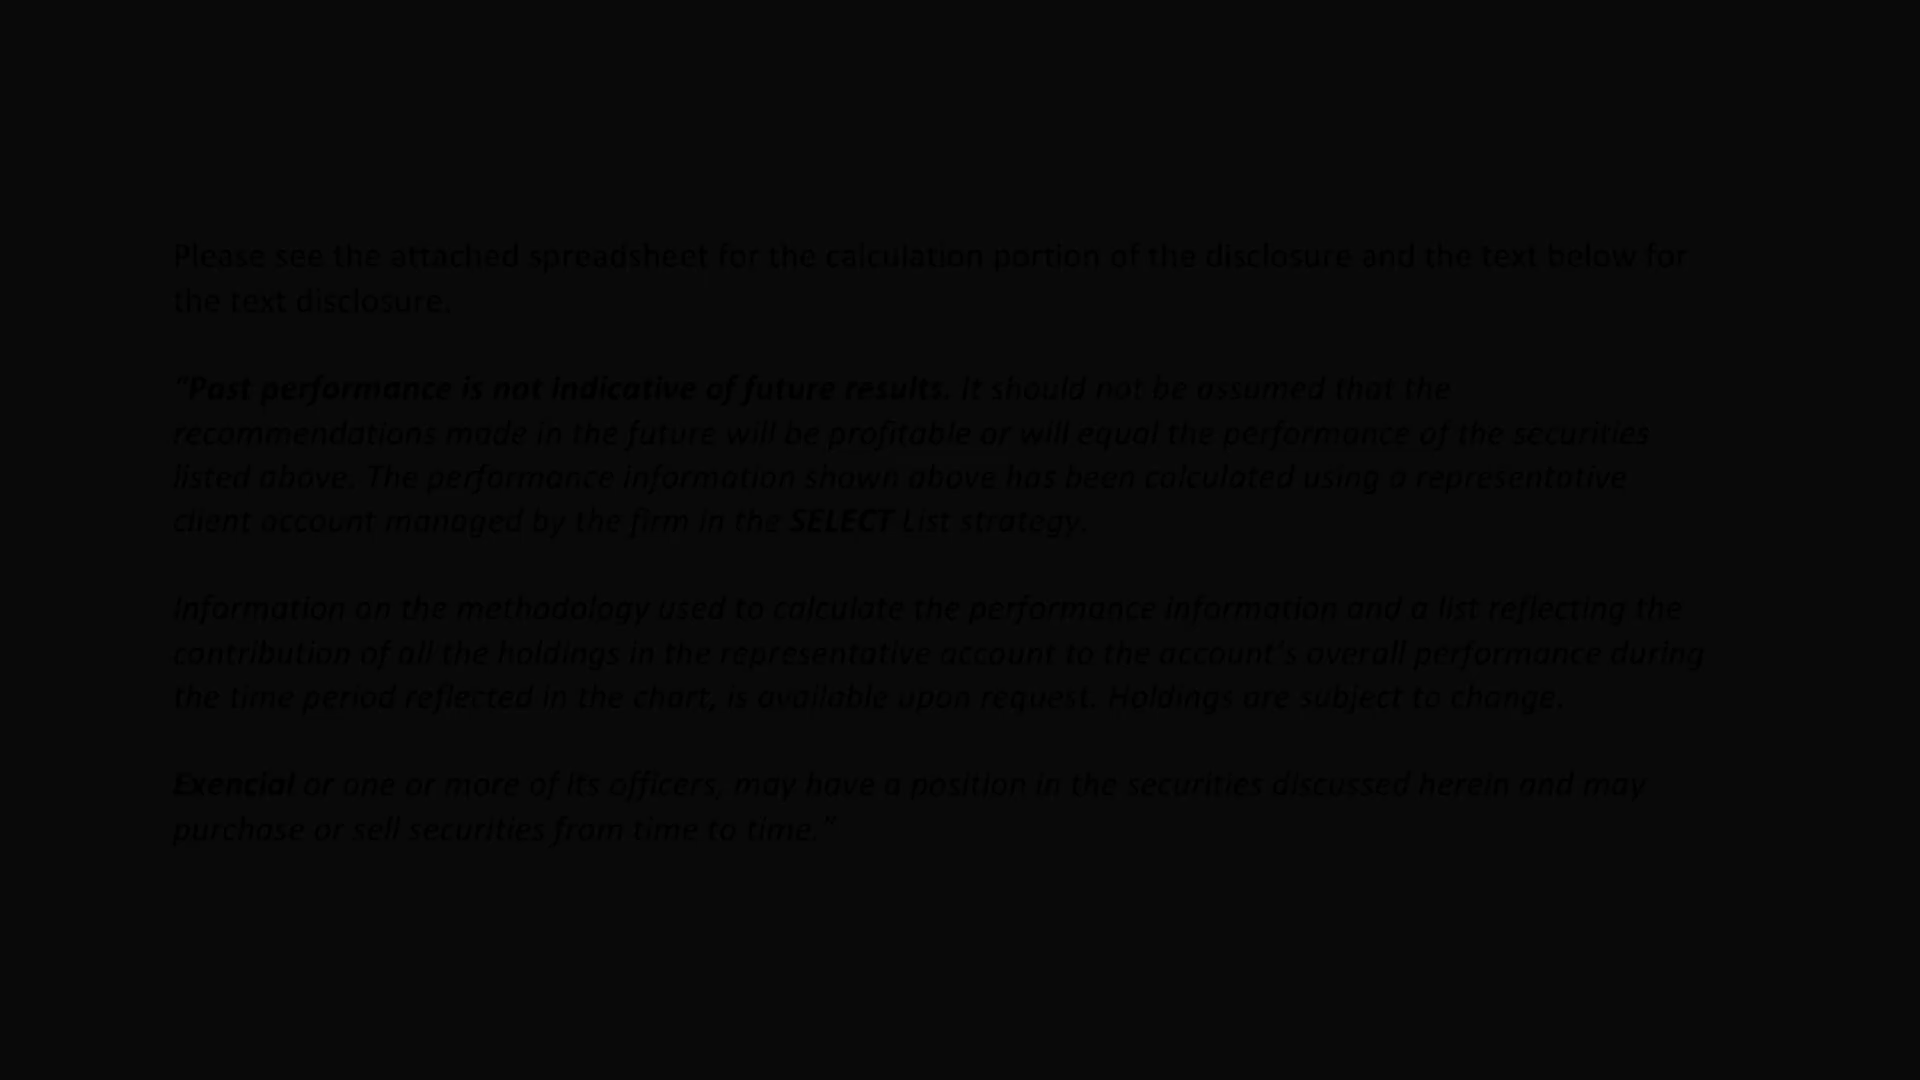 Please see the attached spreadsheet for the calculation portion of the disclosure and the text below for
the text disclosure.
"Past performance is not indicative of future results. It should not be assumed that the
recommendations made in the future will be profitable or will equal the performance of the securities
listed above. The performance information shown above has been calculated using a representative
client account managed by the firm in the SELECT List strategy.
Information on the methodology used to calculate the performance information and a list reflecting the
contribution of all the holdings in the representative account to the account's overall performance during
the time period reflected in the chart, is available upon request. Holdings are subject to change.
Exencial or one or more of its officers, may have a position in the securities discussed herein and may
purchase or sell securities from time to time."